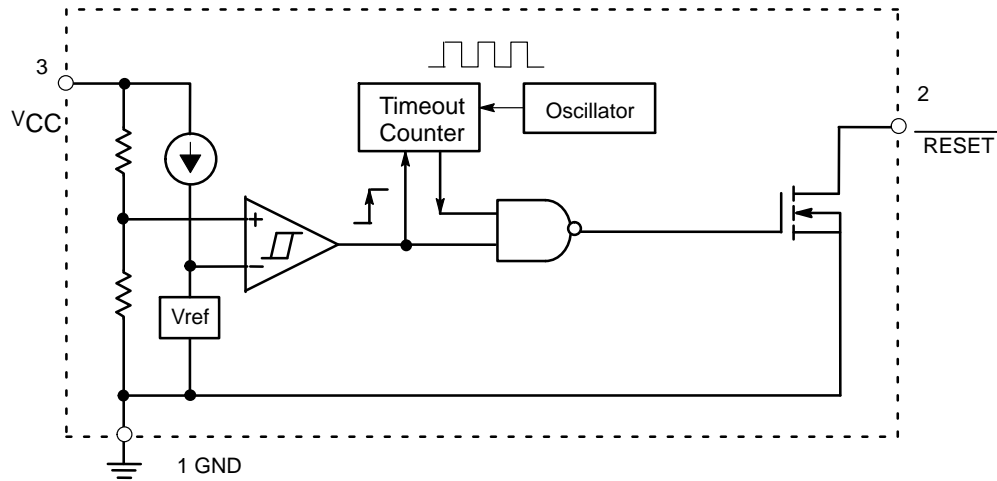 3
VCC
Timeout
Counter
Oscillator
2
RESET
+
−
Vref
1 GND